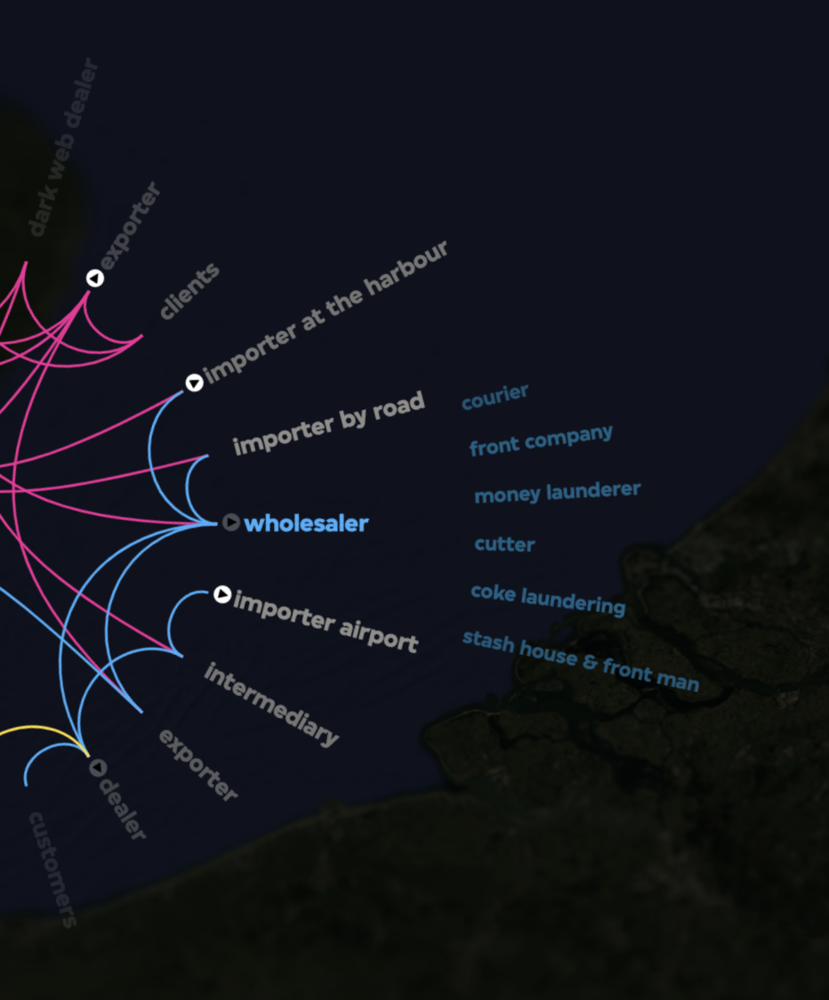 dark web dealer
exporter
clients
importer at the harbour
importer by road
wholesaler
importer airport
intermediary
exporter
dealer
customers
courier
front company
money launderer
cutter
coke laundering
stash house & front man